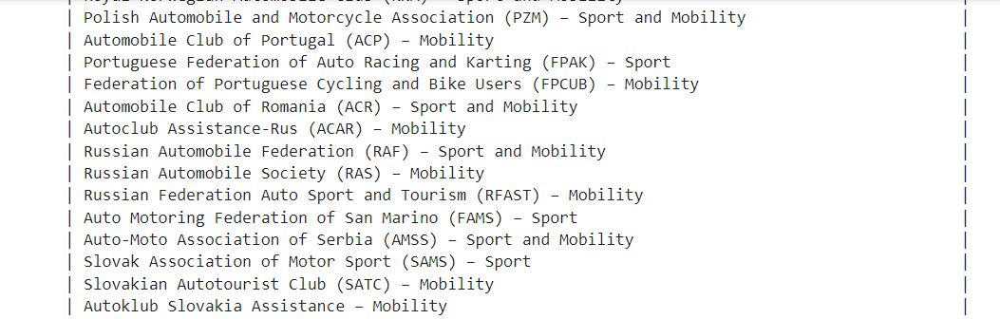 | Polish Automobile and Motorcycle Association (PZM) – Sport and Mobility |
| Automobile Club of Portugal (ACP) – Mobility |
| Portuguese Federation of Auto Racing and Karting (FPAK) – Sport |
| Federation of Portuguese Cycling and Bike Users (FPCUB) – Mobility |
| Automobile Club of Romania (ACR) – Sport and Mobility |
| Autoclub Assistance-Rus (ACAR) – Mobility |
| Russian Automobile Federation (RAF) – Sport and Mobility |
| Russian Automobile Society (RAS) – Mobility |
| Russian Federation Auto Sport and Tourism (RFAST) – Mobility |
| Auto Motoring Federation of San Marino (FAMS) – Sport |
| Auto-Moto Association of Serbia (AMSS) – Sport and Mobility |
| Slovak Association of Motor Sport (SAMS) – Sport |
| Slovakian Autotourist Club (SATC) – Mobility |
| Autoklub Slovakia Assistance – Mobility |